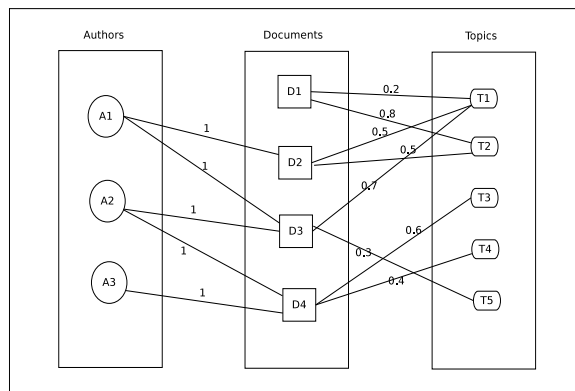 Authors Documents Topics
D1 0.2 T1
A1 0.8
1 0.5 T2
D2 0.5
1 0.7
A2 1 T3
D3 0.6
1 0.3 T4
A3 1 0.4
D4 T5